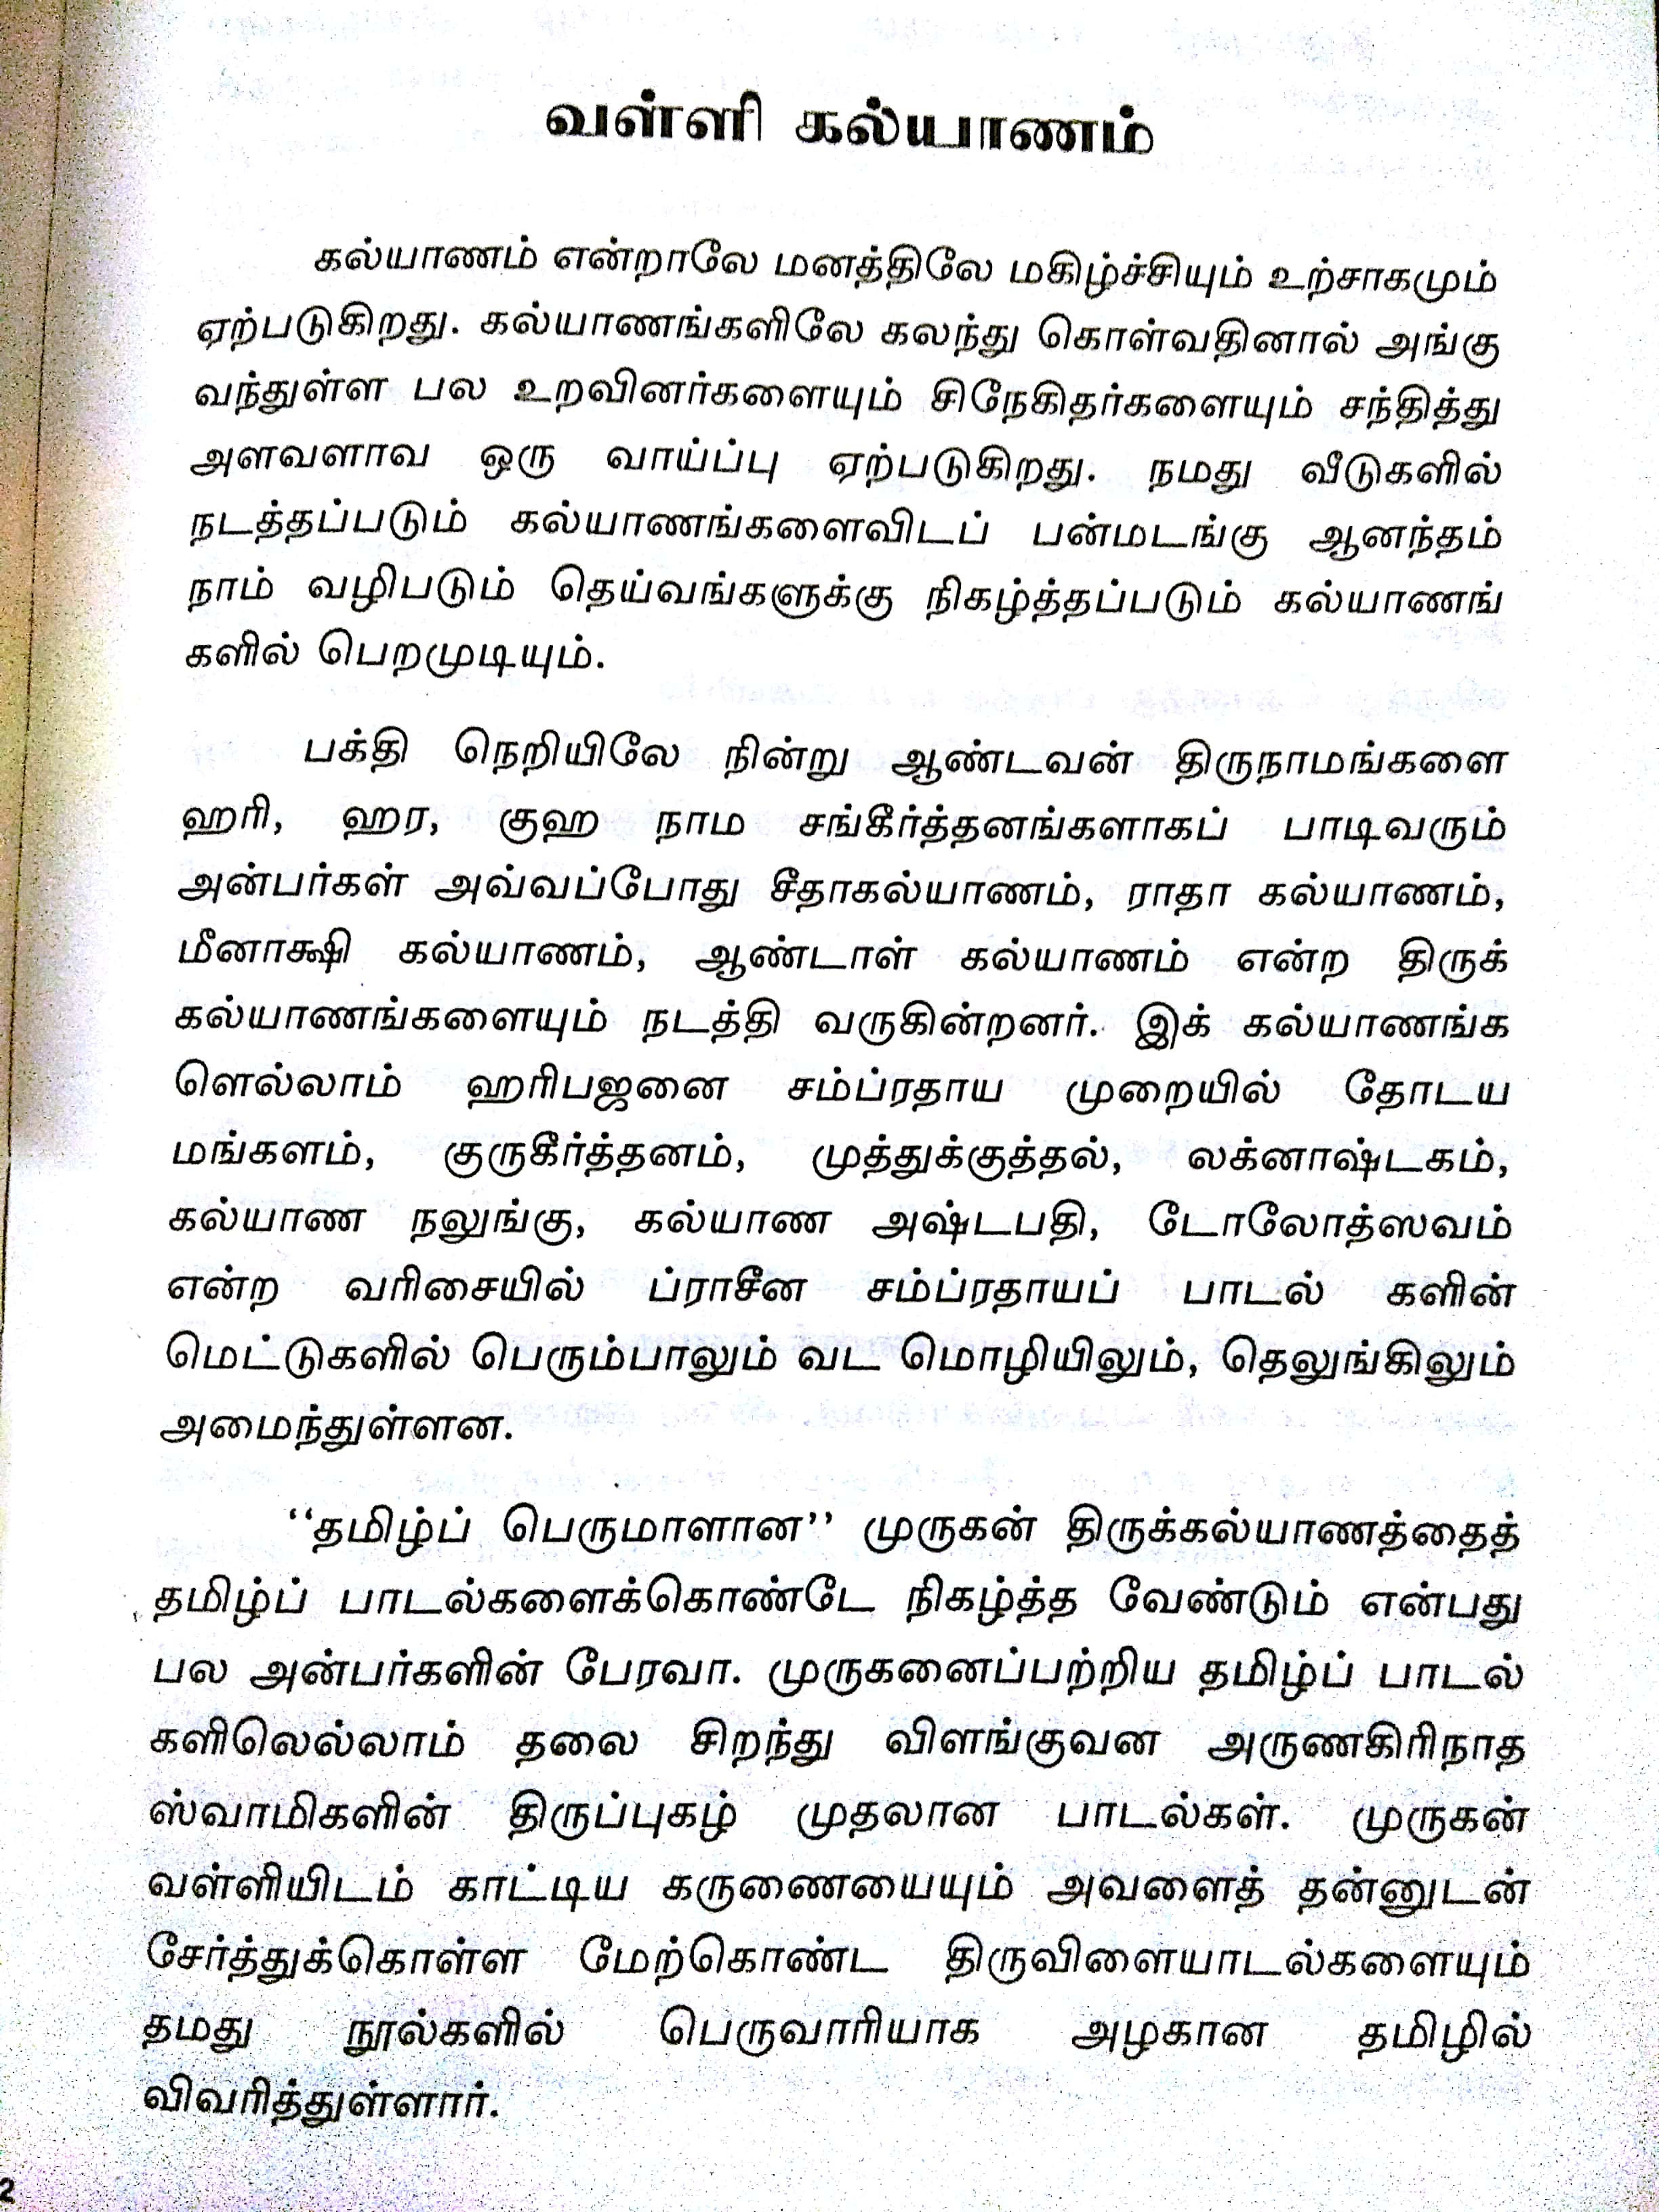 வள்ளி கல்யாணம்
கல்யாணம் என்றாலே மனத்திலே மகிழ்ச்சியும் உற்சாகமும்
ஏற்படுகிறது. கல்யாணங்களிலே கலந்து கொள்வதினால் அங்கு
வந்துள்ள பல உறவினர்களையும் சிநேகிதர்களையும் சந்தித்து
அளவளாவ ஒரு வாய்ப்பு ஏற்படுகிறது. நமது வீடுகளில்
நடத்தப்படும் கல்யாணங்களைவிடப் பன்மடங்கு ஆனந்தம்
நாம் வழிபடும் தெய்வங்களுக்கு நிகழ்த்தப்படும் கல்யாணங்
களில் பெறமுடியும்.
பக்தி நெறியிலே நின்று ஆண்டவன் திருநாமங்களை
ஹரி, ஹர, குஹ நாம சங்கீர்த்தனங்களாகப் பாடிவரும்
அன்பர்கள் அவ்வப்போது சீதாகல்யாணம், ராதா கல்யாணம்,
மீனாக்ஷி கல்யாணம், ஆண்டாள் கல்யாணம் என்ற திருக்
கல்யாணங்களையும் நடத்தி வருகின்றனர். இக் கல்யாணங்க
ளெல்லாம் ஹரிபஜனை சம்ப்ரதாய முறையில் தோடய
மங்களம், குருகீர்த்தனம், முத்துக்குத்தல், லக்னாஷ்டகம்,
கல்யாண நலுங்கு, கல்யாண அஷ்டபதி, டோலோத்ஸவம்
என்ற வரிசையில் ப்ராசீன சம்ப்ரதாயப் பாடல் களின்
மெட்டுகளில் பெரும்பாலும் வட மொழியிலும், தெலுங்கிலும்
அமைந்துள்ளன.
‘‘தமிழ்ப் பெருமாளான’’ முருகன் திருக்கல்யாணத்தைத்
தமிழ்ப் பாடல்களைக்கொண்டே நிகழ்த்த வேண்டும் என்பது
பல அன்பர்களின் பேரவா. முருகனைப்பற்றிய தமிழ்ப் பாடல்
களிலெல்லாம் தலை சிறந்து விளங்குவன அருணகிரிநாத
ஸ்வாமிகளின் திருப்புகழ் முதலான பாடல்கள். முருகன்
வள்ளியிடம் காட்டிய கருணையையும் அவளைத் தன்னுடன்
சேர்த்துக்கொள்ள மேற்கொண்ட திருவிளையாடல்களையும்
தமது நூல்களில் பெருவாரியாக அழகான தமிழில்
விவரித்துள்ளார்.
2